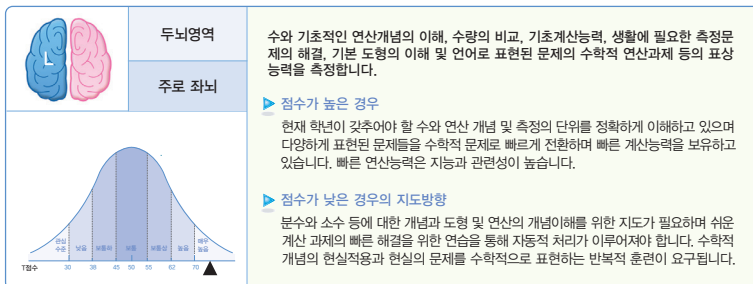 L
두뇌영역
주로 좌뇌
수와 기초적인 연산개념의 이해, 수량의 비교, 기초계산능력, 생활에 필요한 측정문
제의 해결, 기본 도형의 이해 및 언어로 표현된 문제의 수학적 연산과제 등의 표상
능력을 측정합니다.
점수가 높은 경우
현재 학년이 갖추어야 할 수와 연산 개념 및 측정의 단위를 정확하게 이해하고 있으며
다양하게 표현된 문제들을 수학적 문제로 빠르게 전환하며 빠른 계산능력을 보유하고
있습니다. 빠른 연산능력은 지능과 관련성이 높습니다.
점수가 낮은 경우의 지도방향
분수와 소수 등에 대한 개념과 도형 및 연산의 개념이해를 위한 지도가 필요하며 쉬운
계산 과제의 빠른 해결을 위한 연습을 통해 자동적 처리가 이루어져야 합니다. 수학적
개념의 현실적용과 현실의 문제를 수학적으로 표현하는 반복적 훈련이 요구됩니다.
관심
수준 낮음 보통하 보통 보통상 높음 매우
높음
T점수 30 38 45 50 55 62 70